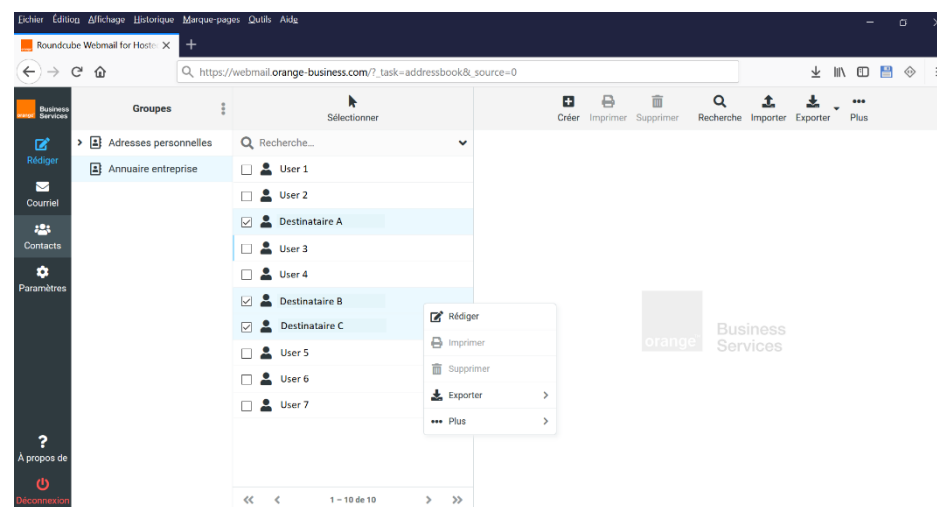 Fichier Édition Affichage Historique Marque-pages Outils Aide
Roundcube Webmail for Hoste
https://webmail.orange-business.com/?_task=addressbook&_source=0
orange Business Services
Groupes
Sélectionner
Créer Imprimer Supprimer Recherche Importer Exporter Plus
Rédiger
Courriel
Contacts
Paramètres
À propos de
Déconnexion
Adresses personnelles
Annuaire entreprise
Recherche...
User 1
User 2
Destinataire A
User 3
User 4
Destinataire B
Destinataire C
User 5
User 6
User 7
1 – 10 de 10
Rédiger
Imprimer
Supprimer
Exporter
Plus
orange Business
Services